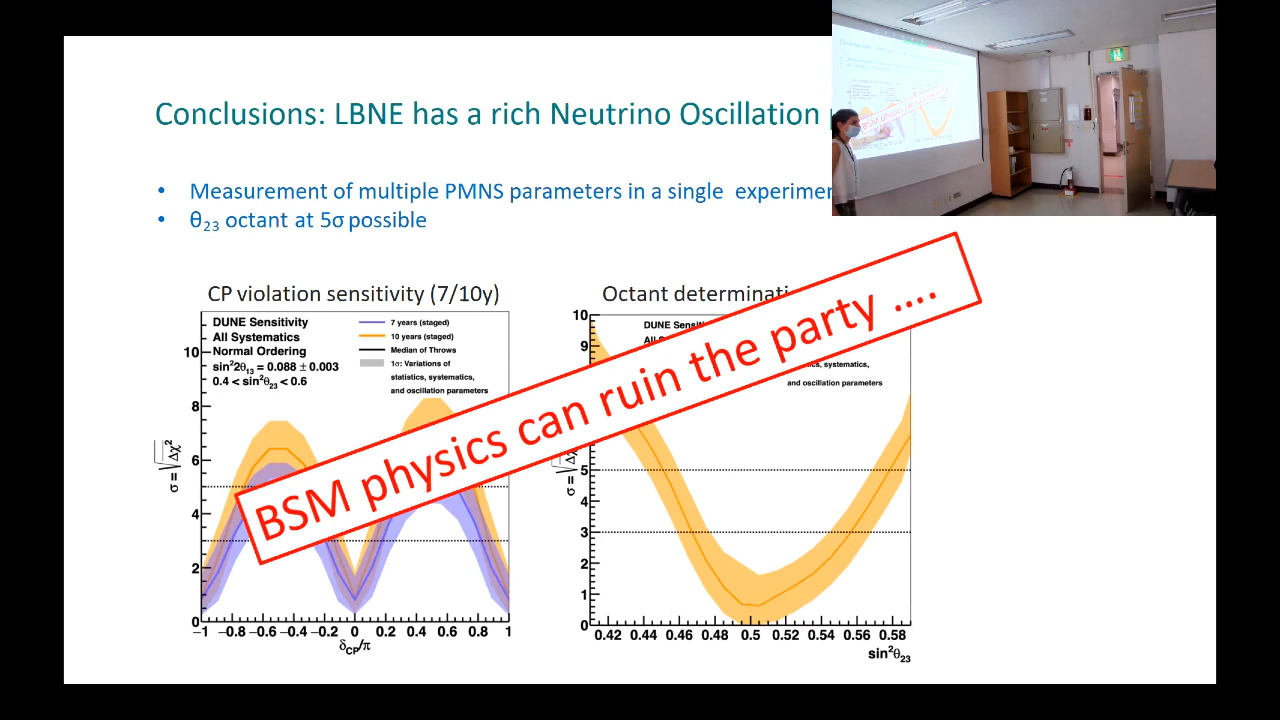 Conclusions: LBNE has a rich Neutrino Oscillation
• Measurement of multiple PMNS parameters in a single
• θ23 octant at 5σ possible
CP violation sensitivity (7/10y)
Octant
DUNE Sensitivity
All Systematics
Normal Ordering
sin²2θ13 = 0.088 ± 0.003
0.4 < sin²θ23 < 0.6
7 years (staged)
10 years (staged)
Median of Throws
1σ: Variations of
statistics, systematics,
and oscillation parameters
σ = √Δχ²
10
8
6
4
2
0
−1 −0.8 −0.6 −0.4 −0.2 0 0.2 0.4 0.6 0.8 1
δCP/π
BSM physics can ruin the party ....
DUNE
systematics,
and oscillation parameters
10
9
5
4
3
2
1
0
0.42 0.44 0.46 0.48 0.5 0.52 0.54 0.56 0.58
sin²θ23